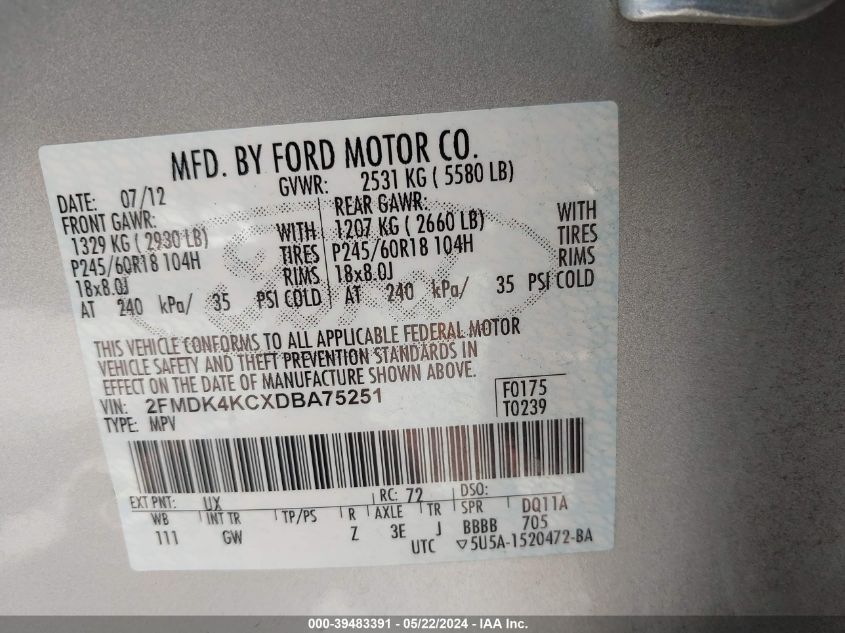 MFD. BY FORD MOTOR CO.
DATE: 07/12 GVWR: 2531 KG ( 5580 LB)
FRONT GAWR: REAR GAWR:
1329 KG ( 2930 LB) WITH 1207 KG ( 2660 LB) WITH
P245/60R18 104H TIRES P245/60R18 104H TIRES
18x8.0J RIMS 18x8.0J RIMS
AT 240 kPa/ 35 PSI COLD AT 240 kPa/ 35 PSI COLD
THIS VEHICLE CONFORMS TO ALL APPLICABLE FEDERAL MOTOR
VEHICLE SAFETY AND THEFT PREVENTION STANDARDS IN
EFFECT ON THE DATE OF MANUFACTURE SHOWN ABOVE.
VIN: 2FMDK4KCXDBA75251 F0175
TYPE: MPV T0239
EXT PNT: UX RC: 72 DSO:
WB INT TR TP/PS R AXLE TR SPR DQ11A
111 GW Z 3E J BBBB 705
UTC ▽5U5A-1520472-BA
000-39483391 - 05/22/2024 - IAA Inc.